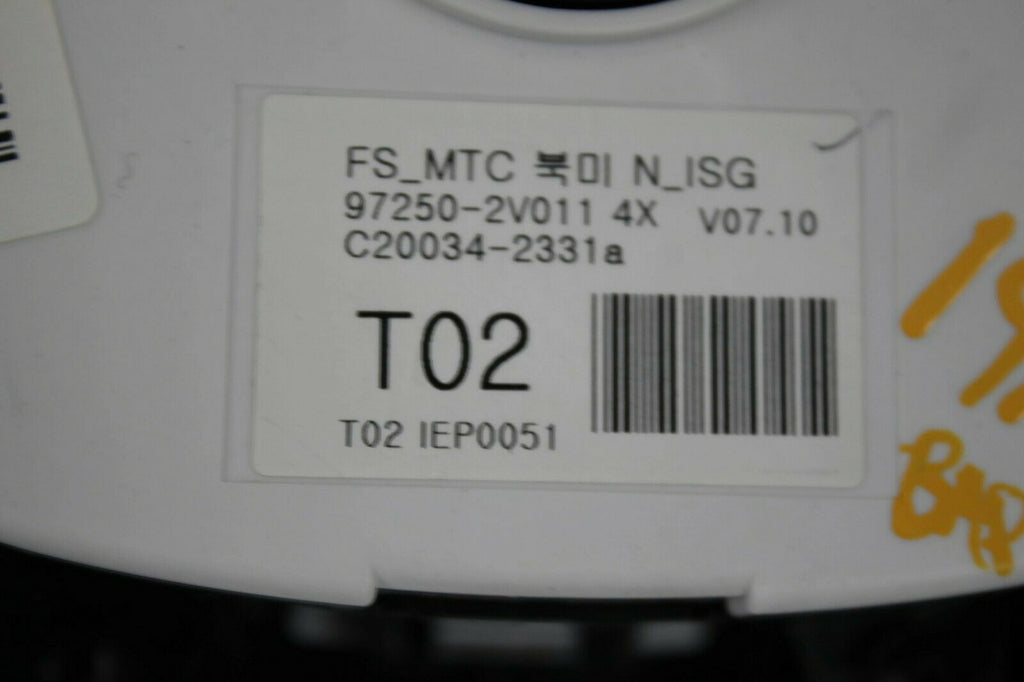 FS_MTC 북미 N_ISG
97250-2V011 4X V07.10
C20034-2331a
T02
T02 IEP0051